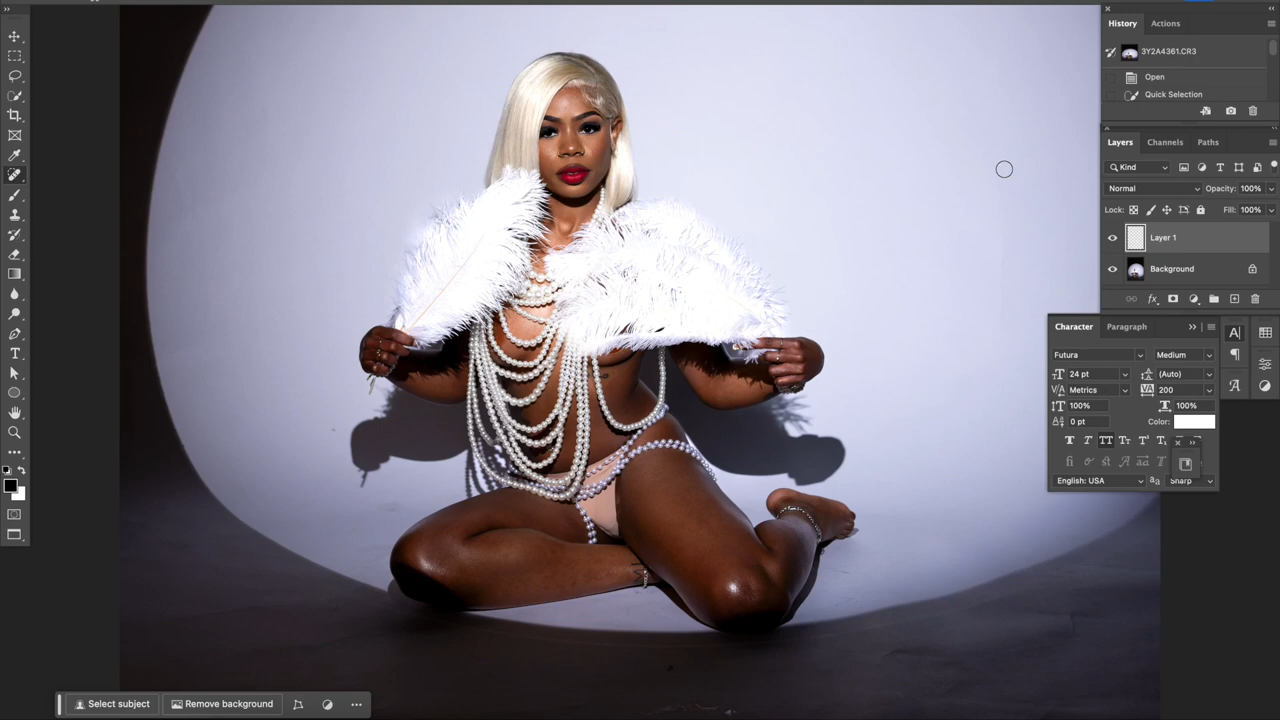 History Actions
3Y2A4361.CR3
Open
Quick Selection
Layers Channels Paths
Kind
Normal Opacity: 100%
Lock: Fill: 100%
Layer 1
Background
fx
Character Paragraph
Futura Medium
24 pt (Auto)
Metrics 200
100% 100%
0 pt Color:
English: USA Sharp
Select subject Remove background